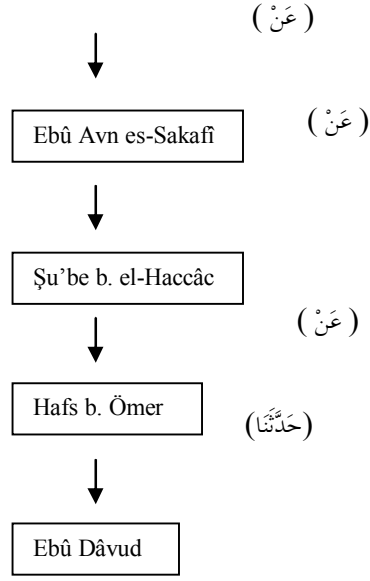 ( عَنْ )
Ebû Avn es-Sakafî
( عَنْ )
Şu’be b. el-Haccâc
( عَنْ )
Hafs b. Ömer
(حَدَّثَنَا)
Ebû Dâvud